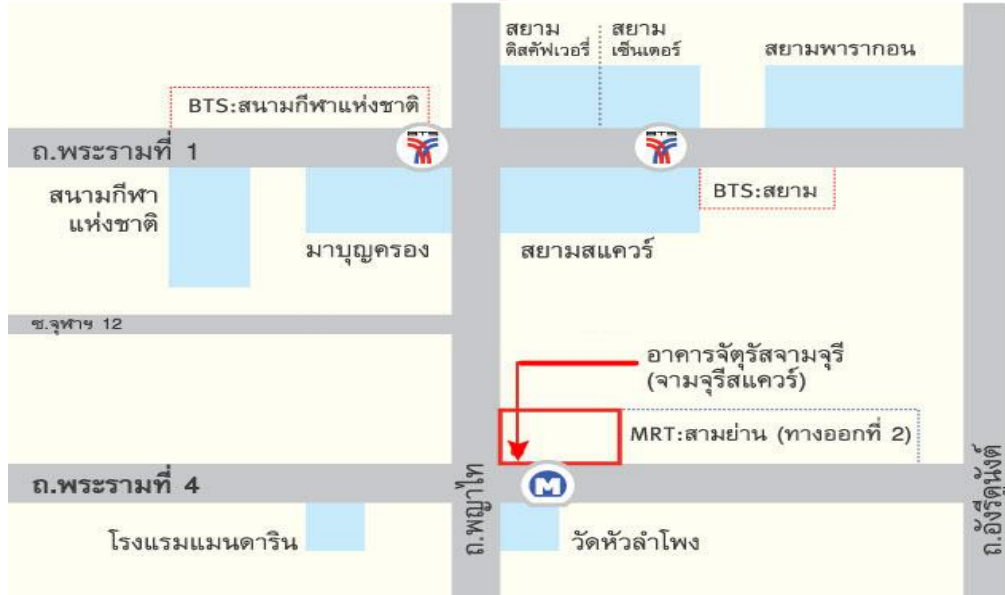 สยาม
ดิสคัฟเวอรี่
สยาม
เซ็นเตอร์
สยามพารากอน
BTS:สนามกีฬาแห่งชาติ
ถ.พระรามที่ 1
สนามกีฬา
แห่งชาติ
มาบุญครอง
สยามสแควร์
BTS:สยาม
ซ.จุฬาฯ 12
อาคารจัตุรัสจามจุรี
(จามจุรีสแควร์)
MRT:สามย่าน (ทางออกที่ 2)
ถ.พระรามที่ 4
M
ถ.พญาไท
ถ.อังรีดูนังต์
โรงแรมแมนดาริน
วัดหัวลำโพง